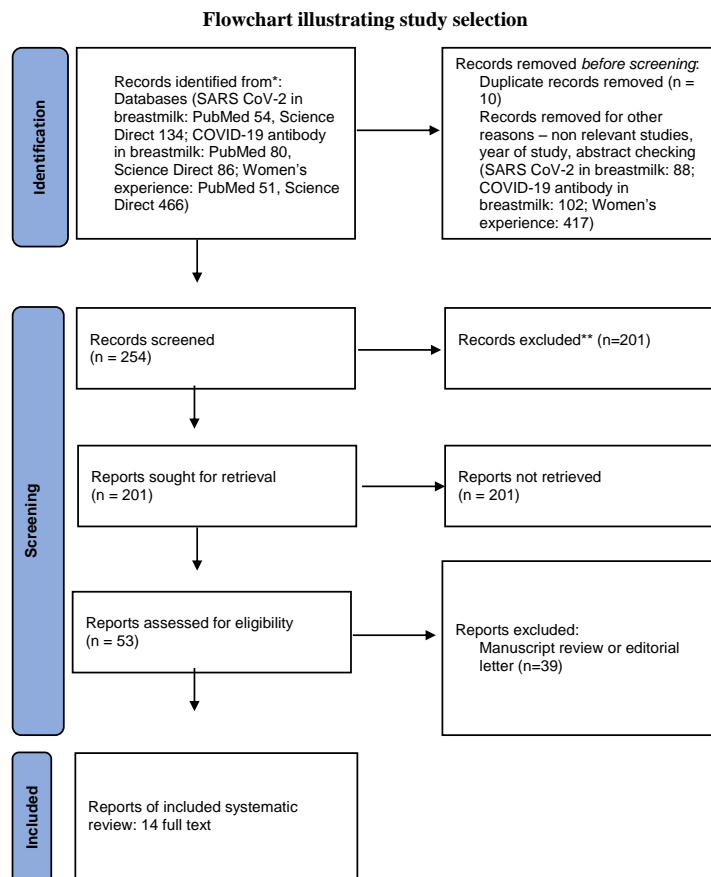 Flowchart illustrating study selection
Identification
Records identified from*:
Databases (SARS CoV-2 in
breastmilk: PubMed 54, Science
Direct 134; COVID-19 antibody
in breastmilk: PubMed 80,
Science Direct 86; Women's
experience: PubMed 51, Science
Direct 466)
Records removed before screening:
Duplicate records removed (n =
10)
Records removed for other
reasons – non relevant studies,
year of study, abstract checking
(SARS CoV-2 in breastmilk: 88;
COVID-19 antibody in
breastmilk: 102; Women's
experience: 417)
Screening
Records screened
(n = 254)
Records excluded** (n=201)
Reports sought for retrieval
(n = 201)
Reports not retrieved
(n = 201)
Reports assessed for eligibility
(n = 53)
Reports excluded:
Manuscript review or editorial
letter (n=39)
Included
Reports of included systematic
review: 14 full text